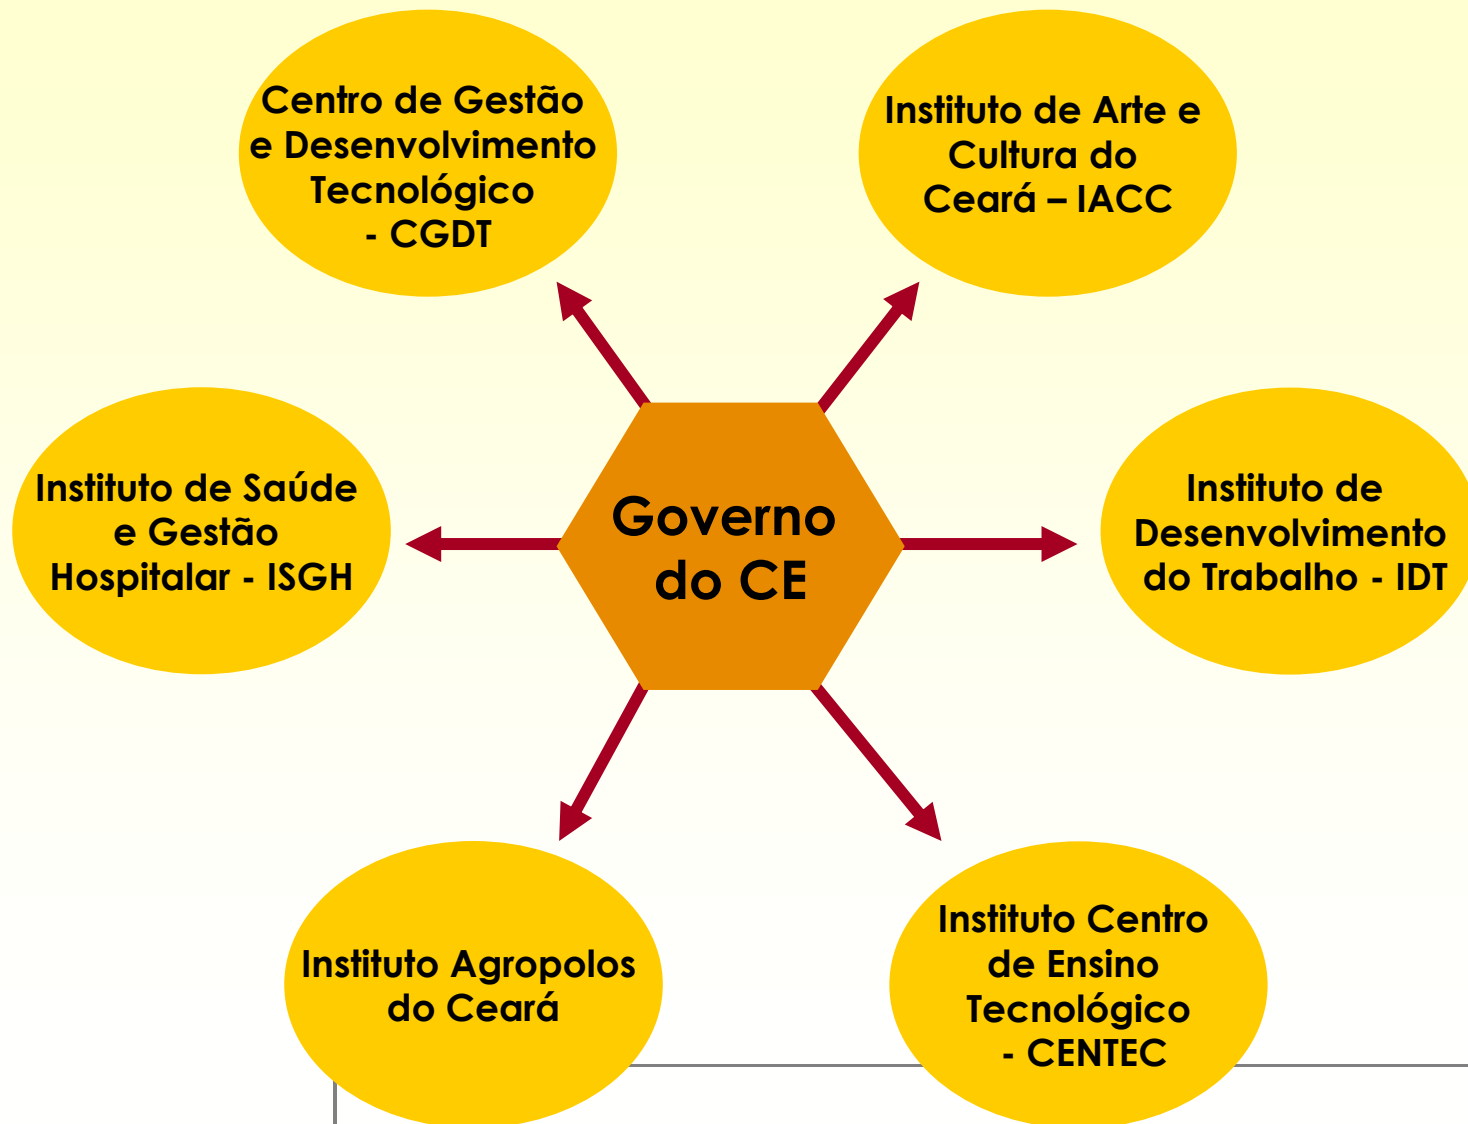 Centro de Gestão
e Desenvolvimento
Tecnológico
- CGDT
Instituto de Arte e
Cultura do
Ceará – IACC
Instituto de Saúde
e Gestão
Hospitalar - ISGH
Governo
do CE
Instituto de
Desenvolvimento
do Trabalho - IDT
Instituto Agropolos
do Ceará
Instituto Centro
de Ensino
Tecnológico
- CENTEC